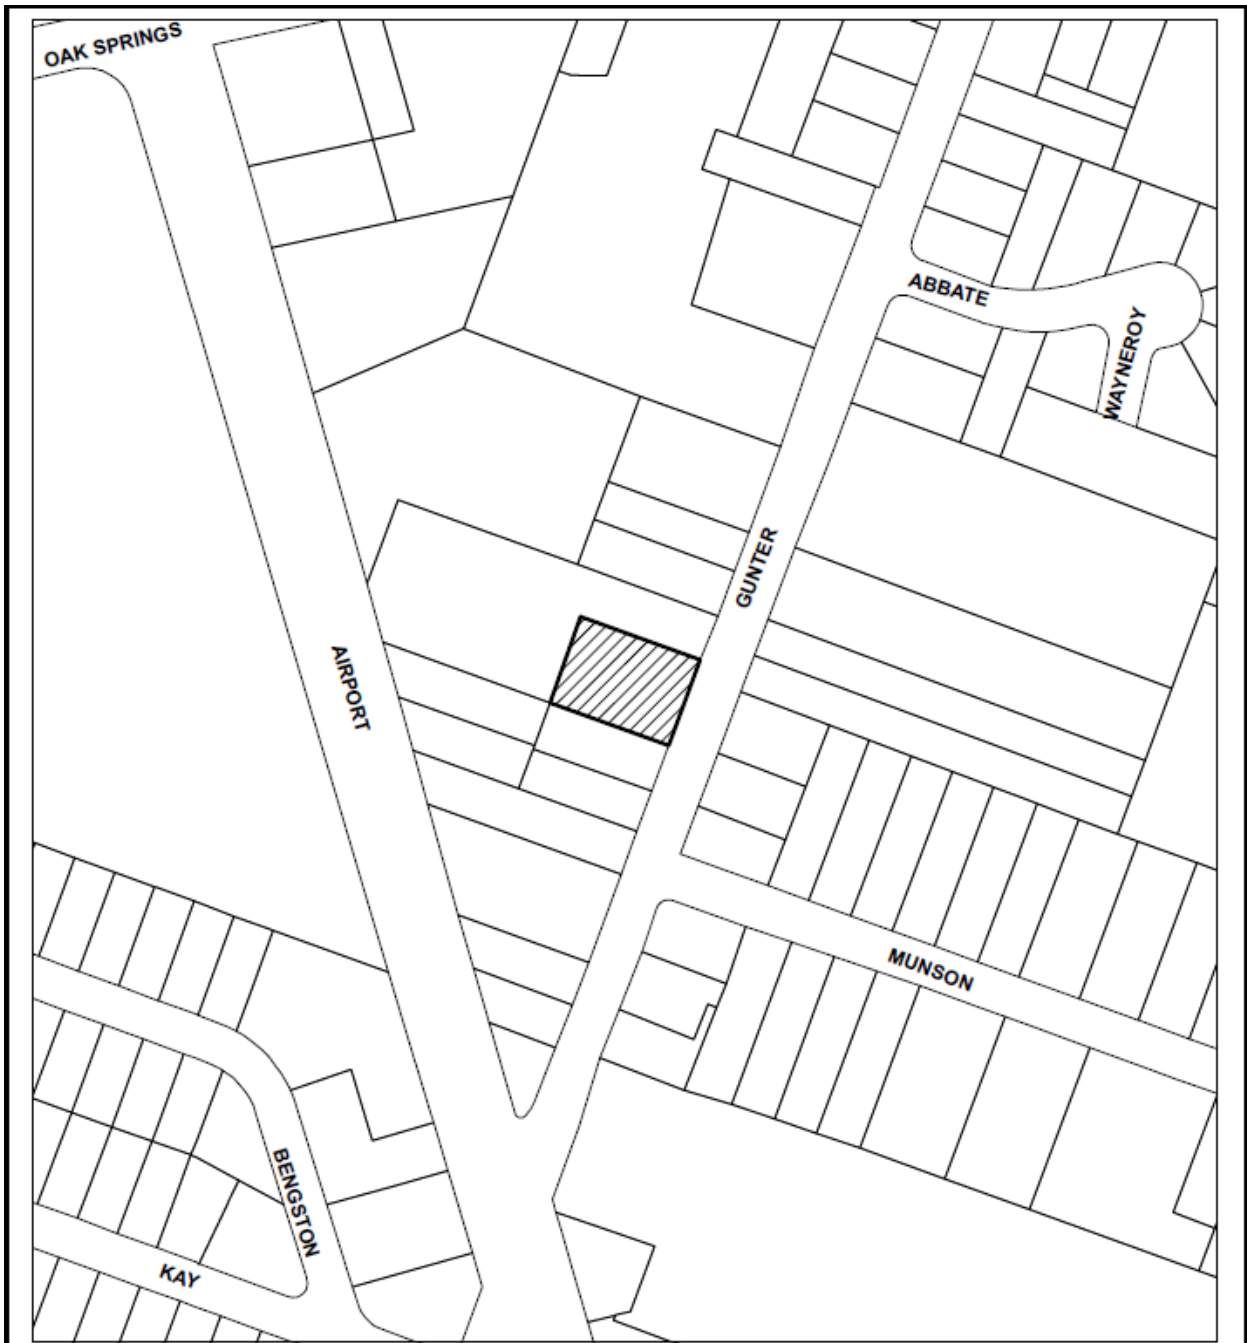 OAK SPRINGS
ABBATE
WAYNEROY
GUNTER
AIRPORT
MUNSON
BENGSTON
KAY